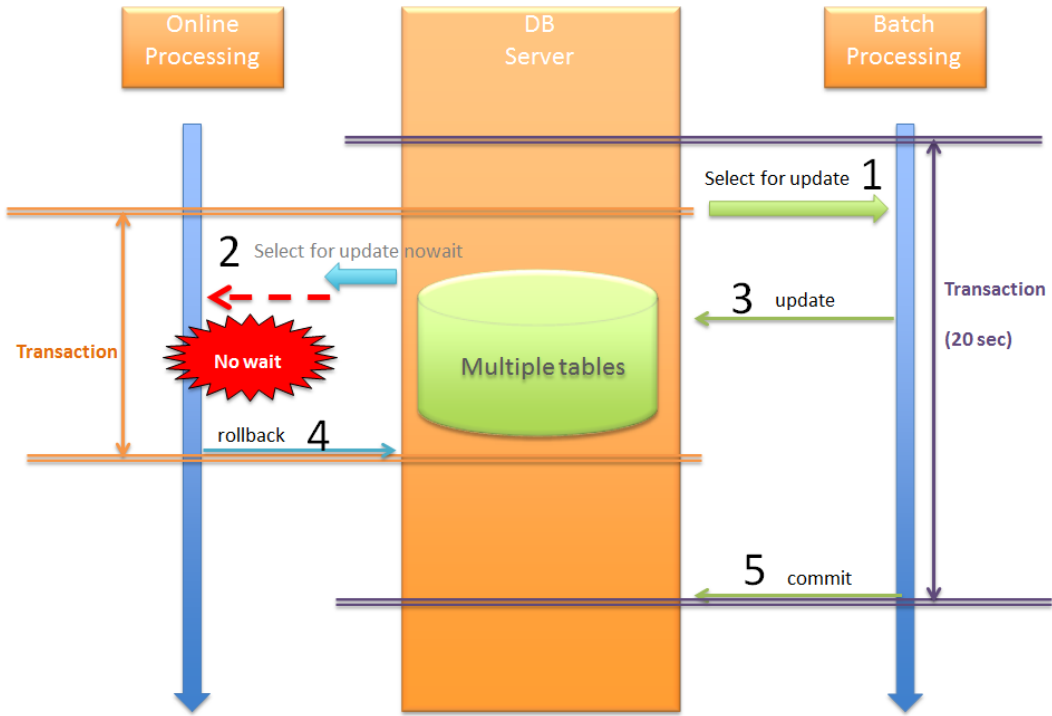 Online
Processing
DB
Server
Batch
Processing
Select for update 1
2 Select for update nowait
3 update
Transaction
(20 sec)
Transaction
No wait
Multiple tables
rollback 4
5 commit